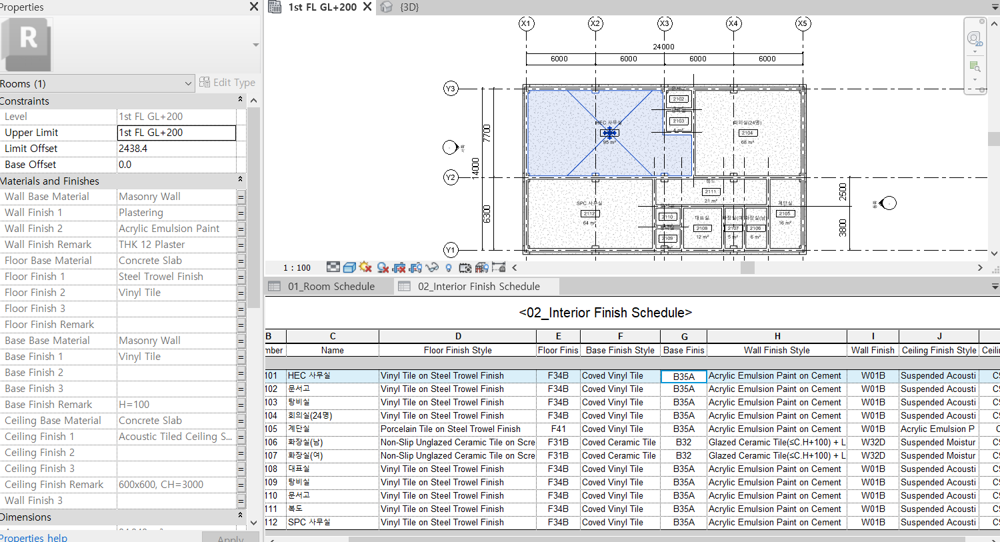 Properties
R
Rooms (1)
Edit Type
Constraints
Level 1st FL GL+200
Upper Limit 1st FL GL+200
Limit Offset 2438.4
Base Offset 0.0
Materials and Finishes
Wall Base Material Masonry Wall
Wall Finish 1 Plastering
Wall Finish 2 Acrylic Emulsion Paint
Wall Finish Remark THK 12 Plaster
Floor Base Material Concrete Slab
Floor Finish 1 Steel Trowel Finish
Floor Finish 2 Vinyl Tile
Floor Finish 3
Floor Finish Remark
Base Base Material Masonry Wall
Base Finish 1 Vinyl Tile
Base Finish 2
Base Finish 3
Base Finish Remark H=100
Ceiling Base Material Concrete Slab
Ceiling Finish 1 Acoustic Tiled Ceiling S...
Ceiling Finish 2
Ceiling Finish 3
Ceiling Finish Remark 600x600, CH=3000
Wall Finish 3
Dimensions
Properties help
Apply
1st FL GL+200
{3D}
2D
X1 X2 X3 X4 X5
24000
6000 6000 6000 6000
Y3
Y2
Y1
7700
14000
6300
2500
3800
HEC 사무실
95 m²
2102
2103
4 m²
회의실(24명)
2104
68 m²
SPC 사무실
2112
64 m²
복도
2111
21 m²
2110
2109
대표실
2108
12 m²
화장실(여)
2107
5 m²
화장실(남)
2106
6 m²
계단실
2105
16 m²
1 : 100
01_Room Schedule
02_Interior Finish Schedule
<02_Interior Finish Schedule>
B C D E F G H I J
mber Name Floor Finish Style Floor Finis Base Finish Style Base Finis Wall Finish Style Wall Finish Ceiling Finish Style Ceilin
101 HEC 사무실 Vinyl Tile on Steel Trowel Finish F34B Coved Vinyl Tile B35A Acrylic Emulsion Paint on Cement W01B Suspended Acousti C9
102 문서고 Vinyl Tile on Steel Trowel Finish F34B Coved Vinyl Tile B35A Acrylic Emulsion Paint on Cement W01B Suspended Acousti C9
103 탕비실 Vinyl Tile on Steel Trowel Finish F34B Coved Vinyl Tile B35A Acrylic Emulsion Paint on Cement W01B Suspended Acousti C9
104 회의실(24명) Vinyl Tile on Steel Trowel Finish F34B Coved Vinyl Tile B35A Acrylic Emulsion Paint on Cement W01B Suspended Acousti C9
105 계단실 Porcelain Tile on Steel Trowel Finish F41 Coved Vinyl Tile B35A Acrylic Emulsion Paint on Cement W01B Acrylic Emulsion P C
106 화장실(남) Non-Slip Unglazed Ceramic Tile on Scre F31B Coved Ceramic Tile B32 Glazed Ceramic Tile(≤C.H+100) + L W32D Suspended Moistur C9
107 화장실(여) Non-Slip Unglazed Ceramic Tile on Scre F31B Coved Ceramic Tile B32 Glazed Ceramic Tile(≤C.H+100) + L W32D Suspended Moistur C9
108 대표실 Vinyl Tile on Steel Trowel Finish F34B Coved Vinyl Tile B35A Acrylic Emulsion Paint on Cement W01B Suspended Acousti C9
109 탕비실 Vinyl Tile on Steel Trowel Finish F34B Coved Vinyl Tile B35A Acrylic Emulsion Paint on Cement W01B Suspended Acousti C9
110 문서고 Vinyl Tile on Steel Trowel Finish F34B Coved Vinyl Tile B35A Acrylic Emulsion Paint on Cement W01B Suspended Acousti C9
111 복도 Vinyl Tile on Steel Trowel Finish F34B Coved Vinyl Tile B35A Acrylic Emulsion Paint on Cement W01B Suspended Acousti C9
112 SPC 사무실 Vinyl Tile on Steel Trowel Finish F34B Coved Vinyl Tile B35A Acrylic Emulsion Paint on Cement W01B Suspended Acousti C9